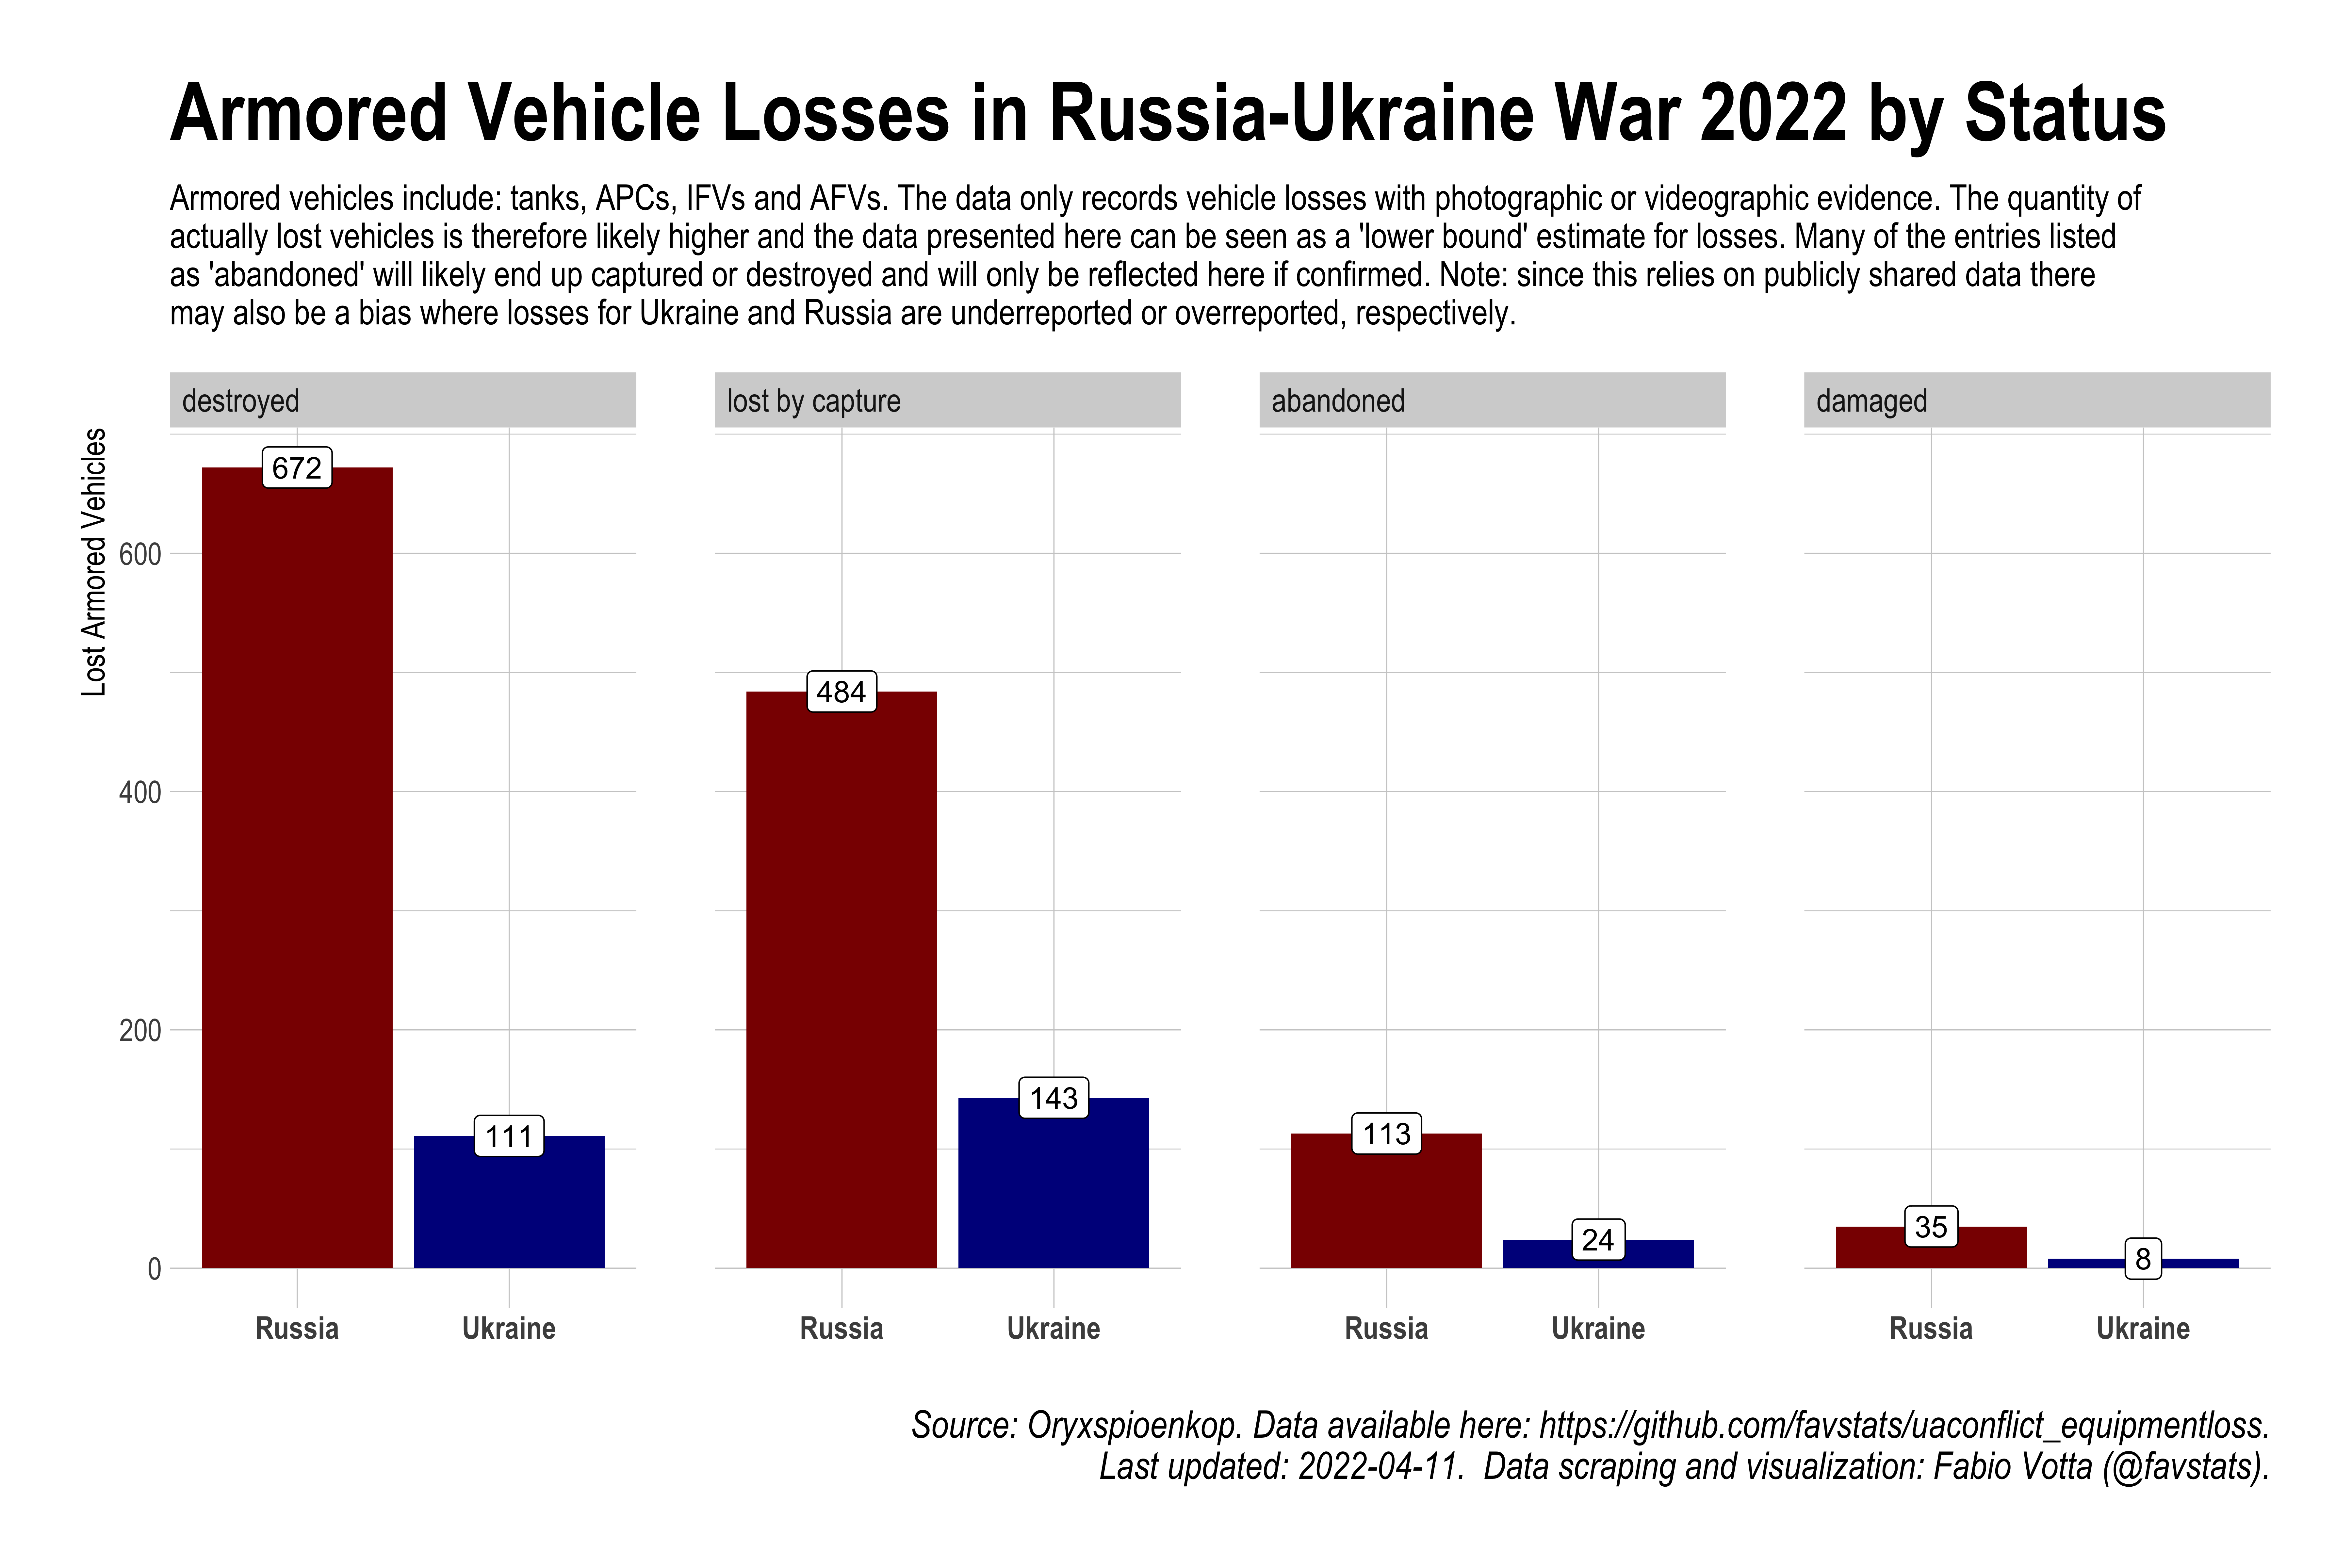 Armored Vehicle Losses in Russia-Ukraine War 2022 by Status
Armored vehicles include: tanks, APCs, IFVs and AFVs. The data only records vehicle losses with photographic or videographic evidence. The quantity of
actually lost vehicles is therefore likely higher and the data presented here can be seen as a 'lower bound' estimate for losses. Many of the entries listed
as 'abandoned' will likely end up captured or destroyed and will only be reflected here if confirmed. Note: since this relies on publicly shared data there
may also be a bias where losses for Ukraine and Russia are underreported or overreported, respectively.
destroyed
lost by capture
abandoned
damaged
Lost Armored Vehicles
600
400
200
0
672
111
484
143
113
24
35
8
Russia
Ukraine
Russia
Ukraine
Russia
Ukraine
Russia
Ukraine
Source: Oryxspioenkop. Data available here: https://github.com/favstats/uaconflict_equipmentloss.
Last updated: 2022-04-11.  Data scraping and visualization: Fabio Votta (@favstats).